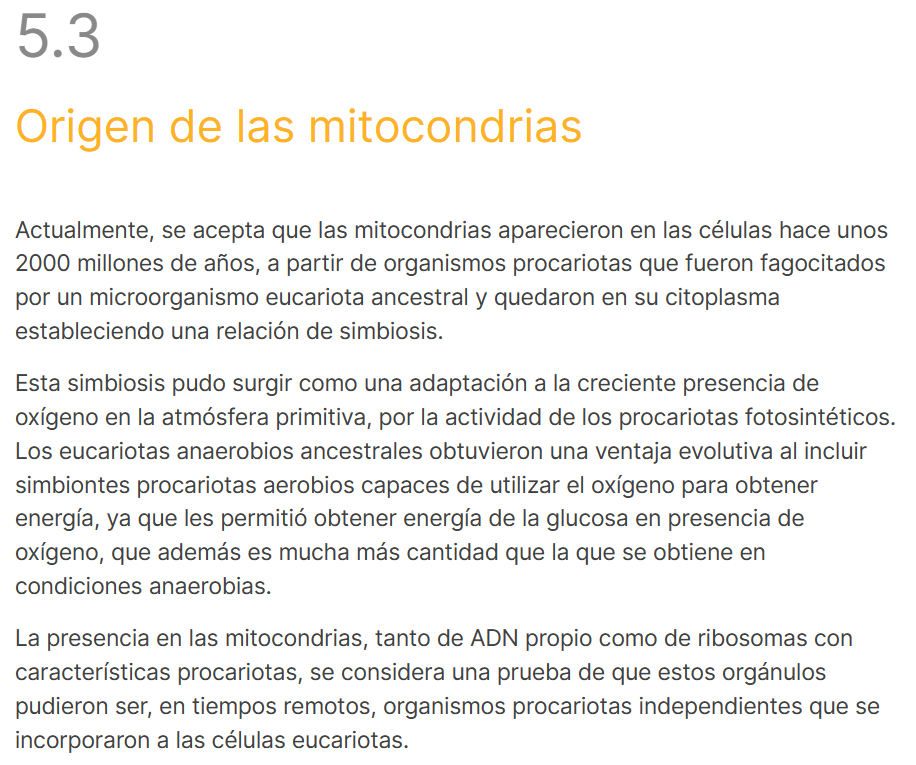 5.3
Origen de las mitocondrias
Actualmente, se acepta que las mitocondrias aparecieron en las células hace unos
2000 millones de años, a partir de organismos procariotas que fueron fagocitados
por un microorganismo eucariota ancestral y quedaron en su citoplasma
estableciendo una relación de simbiosis.
Esta simbiosis pudo surgir como una adaptación a la creciente presencia de
oxígeno en la atmósfera primitiva, por la actividad de los procariotas fotosintéticos.
Los eucariotas anaerobios ancestrales obtuvieron una ventaja evolutiva al incluir
simbiontes procariotas aerobios capaces de utilizar el oxígeno para obtener
energía, ya que les permitió obtener energía de la glucosa en presencia de
oxígeno, que además es mucha más cantidad que la que se obtiene en
condiciones anaerobias.
La presencia en las mitocondrias, tanto de ADN propio como de ribosomas con
características procariotas, se considera una prueba de que estos orgánulos
pudieron ser, en tiempos remotos, organismos procariotas independientes que se
incorporaron a las células eucariotas.